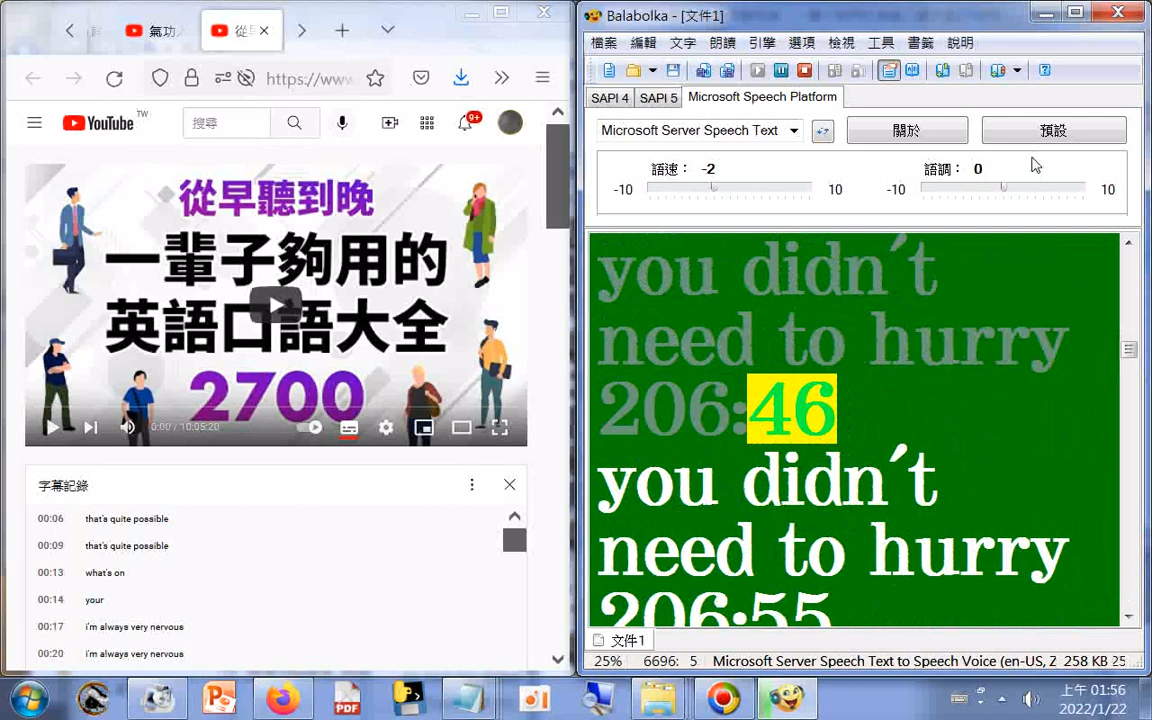 氣功
從
https://www
YouTube TW
搜尋
9+
從早聽到晚
一輩子夠用的
英語口語大全
2700
0:00 / 10:05:20
字幕記錄
00:06 that's quite possible
00:09 that's quite possible
00:13 what's on
00:14 your
00:17 i'm always very nervous
00:20 i'm always very nervous
Balabolka - [文件1]
檔案 編輯 文字 朗讀 引擎 選項 檢視 工具 書籤 說明
SAPI 4 SAPI 5 Microsoft Speech Platform
Microsoft Server Speech Text
關於
預設
語速： -2
語調： 0
-10 10 -10 10
you didn´t
need to hurry
206:46
you didn´t
need to hurry
206:55
文件1
25% 6696: 5 Microsoft Server Speech Text to Speech Voice (en-US, Z 258 KB 25
PDF
上午 01:56
2022/1/22